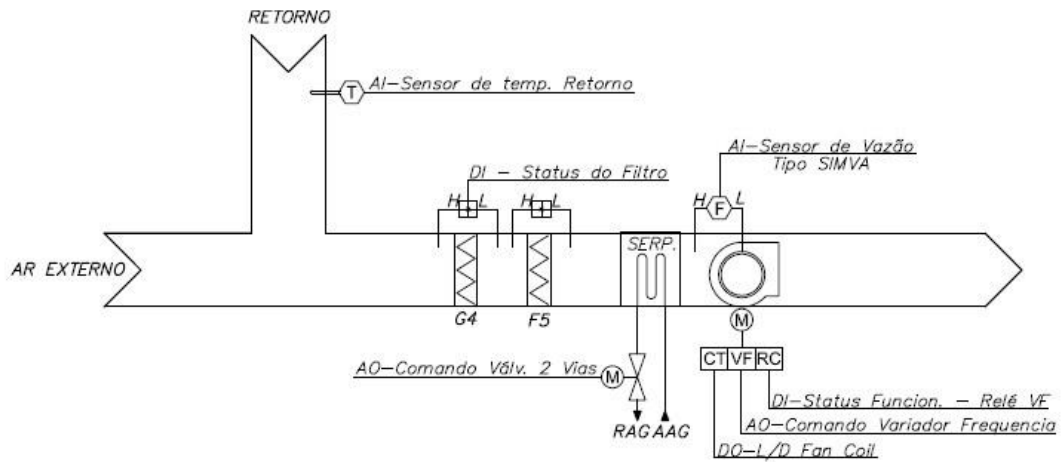 RETORNO
T
AI-Sensor de temp. Retorno
AI-Sensor de Vazão
Tipo SIMVA
DI - Status do Filtro
H L
H L
H F L
SERP.
AR EXTERNO
G4
F5
M
CT VF RC
AO-Comando Válv. 2 Vias
M
DI-Status Funcion. - Relé VF
RAG AAG
AO-Comando Variador Frequencia
DO-L/D Fan Coil